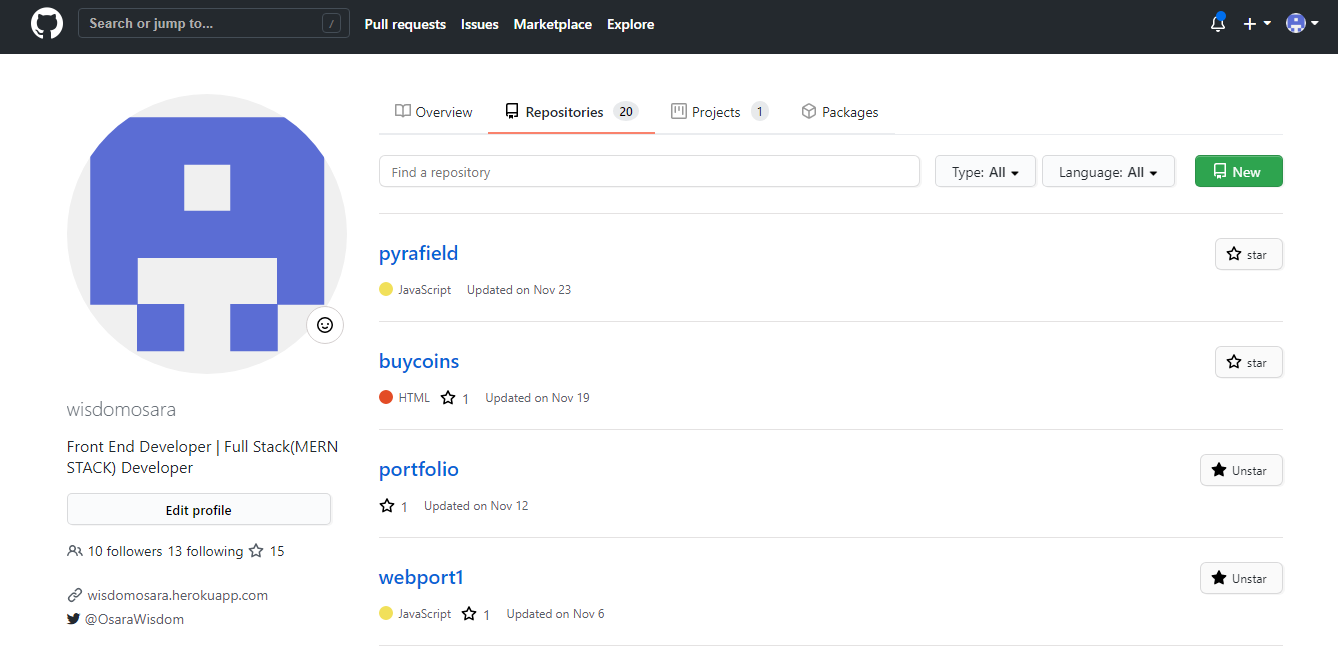 Search or jump to... / Pull requests Issues Marketplace Explore
Overview Repositories 20 Projects 1 Packages
Find a repository Type: All Language: All New
pyrafield star
JavaScript Updated on Nov 23
buycoins star
HTML 1 Updated on Nov 19
portfolio Unstar
1 Updated on Nov 12
webport1 Unstar
JavaScript 1 Updated on Nov 6
wisdomosara
Front End Developer | Full Stack(MERN
STACK) Developer
Edit profile
10 followers 13 following 15
wisdomosara.herokuapp.com
@OsaraWisdom